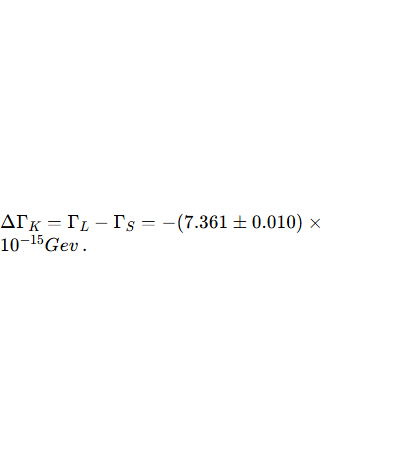 ΔΓ_K = Γ_L − Γ_S = −(7.361 ± 0.010) ×
10^{−15}Gev .